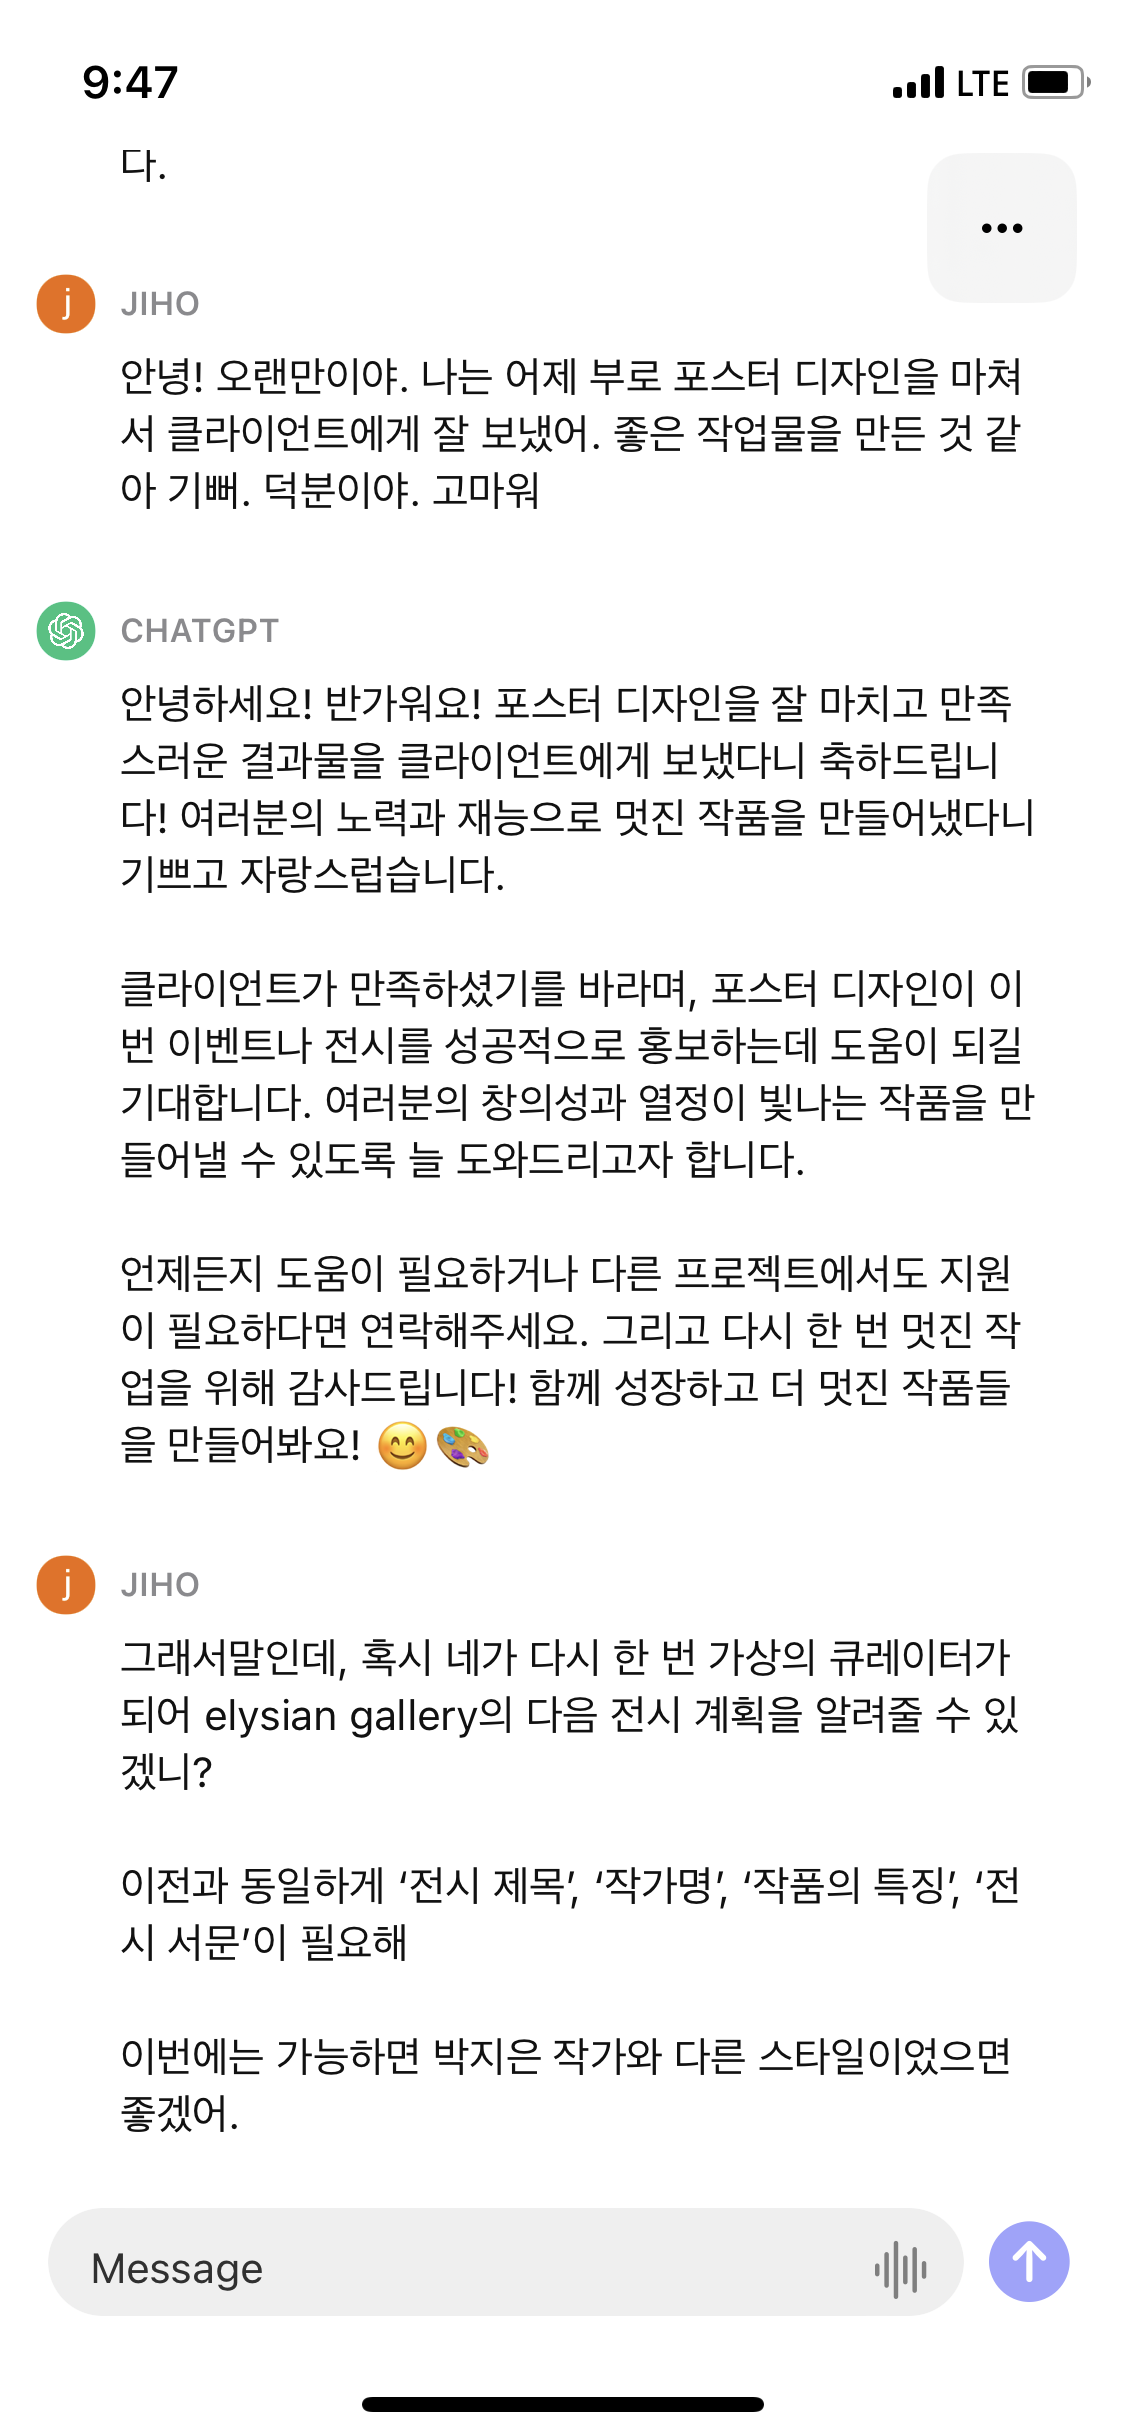 9:47
LTE
다.
j JIHO
안녕! 오랜만이야. 나는 어제 부로 포스터 디자인을 마쳐
서 클라이언트에게 잘 보냈어. 좋은 작업물을 만든 것 같
아 기뻐. 덕분이야. 고마워
CHATGPT
안녕하세요! 반가워요! 포스터 디자인을 잘 마치고 만족
스러운 결과물을 클라이언트에게 보냈다니 축하드립니
다! 여러분의 노력과 재능으로 멋진 작품을 만들어냈다니
기쁘고 자랑스럽습니다.
클라이언트가 만족하셨기를 바라며, 포스터 디자인이 이
번 이벤트나 전시를 성공적으로 홍보하는데 도움이 되길
기대합니다. 여러분의 창의성과 열정이 빛나는 작품을 만
들어낼 수 있도록 늘 도와드리고자 합니다.
언제든지 도움이 필요하거나 다른 프로젝트에서도 지원
이 필요하다면 연락해주세요. 그리고 다시 한 번 멋진 작
업을 위해 감사드립니다! 함께 성장하고 더 멋진 작품들
을 만들어봐요! 😊🎨
j JIHO
그래서말인데, 혹시 네가 다시 한 번 가상의 큐레이터가
되어 elysian gallery의 다음 전시 계획을 알려줄 수 있
겠니?
이전과 동일하게 ‘전시 제목’, ‘작가명’, ‘작품의 특징’, ‘전
시 서문’이 필요해
이번에는 가능하면 박지은 작가와 다른 스타일이었으면
좋겠어.
Message